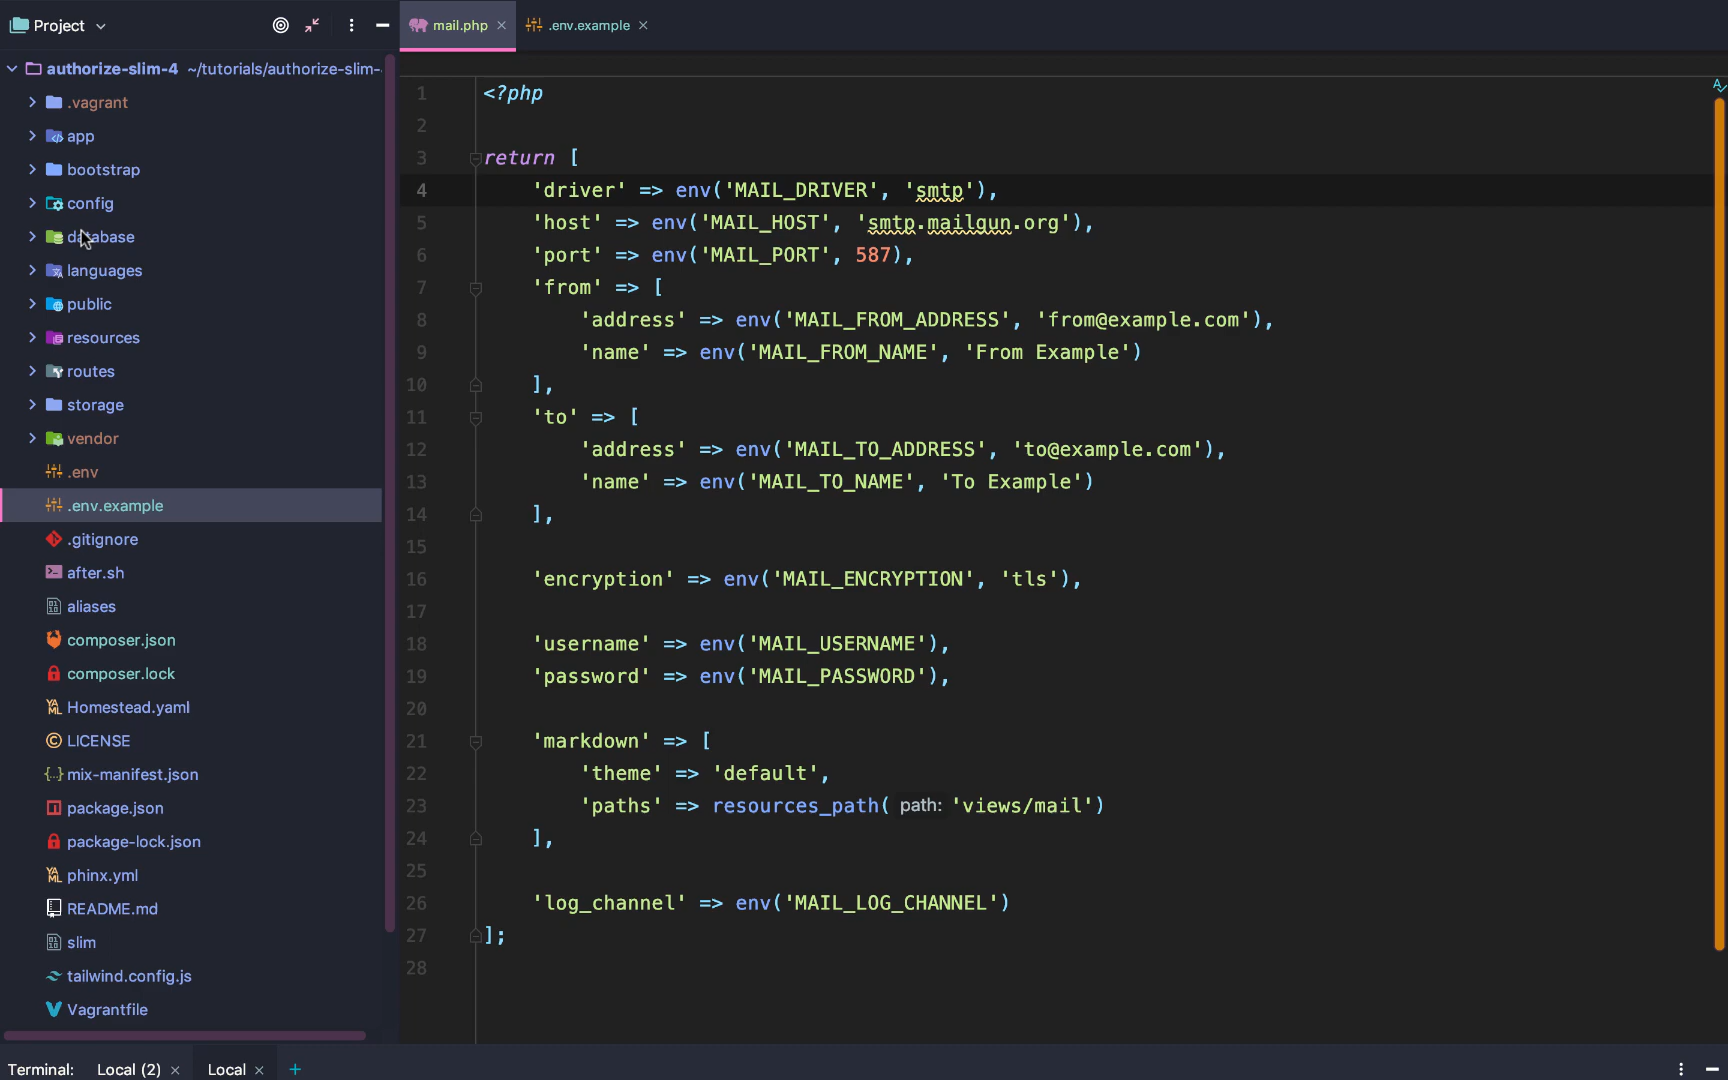 Project
mail.php
.env.example
authorize-slim-4 ~/tutorials/authorize-slim-
.vagrant
app
bootstrap
config
database
languages
public
resources
routes
storage
vendor
.env
.env.example
.gitignore
after.sh
aliases
composer.json
composer.lock
Homestead.yaml
LICENSE
mix-manifest.json
package.json
package-lock.json
phinx.yml
README.md
slim
tailwind.config.js
Vagrantfile
1 <?php
2
3 return [
4 'driver' => env('MAIL_DRIVER', 'smtp'),
5 'host' => env('MAIL_HOST', 'smtp.mailgun.org'),
6 'port' => env('MAIL_PORT', 587),
7 'from' => [
8 'address' => env('MAIL_FROM_ADDRESS', 'from@example.com'),
9 'name' => env('MAIL_FROM_NAME', 'From Example')
10 ],
11 'to' => [
12 'address' => env('MAIL_TO_ADDRESS', 'to@example.com'),
13 'name' => env('MAIL_TO_NAME', 'To Example')
14 ],
15
16 'encryption' => env('MAIL_ENCRYPTION', 'tls'),
17
18 'username' => env('MAIL_USERNAME'),
19 'password' => env('MAIL_PASSWORD'),
20
21 'markdown' => [
22 'theme' => 'default',
23 'paths' => resources_path( path: 'views/mail')
24 ],
25
26 'log_channel' => env('MAIL_LOG_CHANNEL')
27 ];
28
Terminal: Local (2) Local